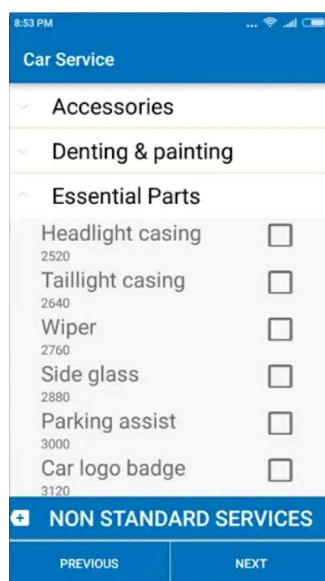 8:53 PM
...
Car Service
Accessories
Denting & painting
Essential Parts
Headlight casing
2520
Taillight casing
2640
Wiper
2760
Side glass
2880
Parking assist
3000
Car logo badge
3120
NON STANDARD SERVICES
PREVIOUS NEXT